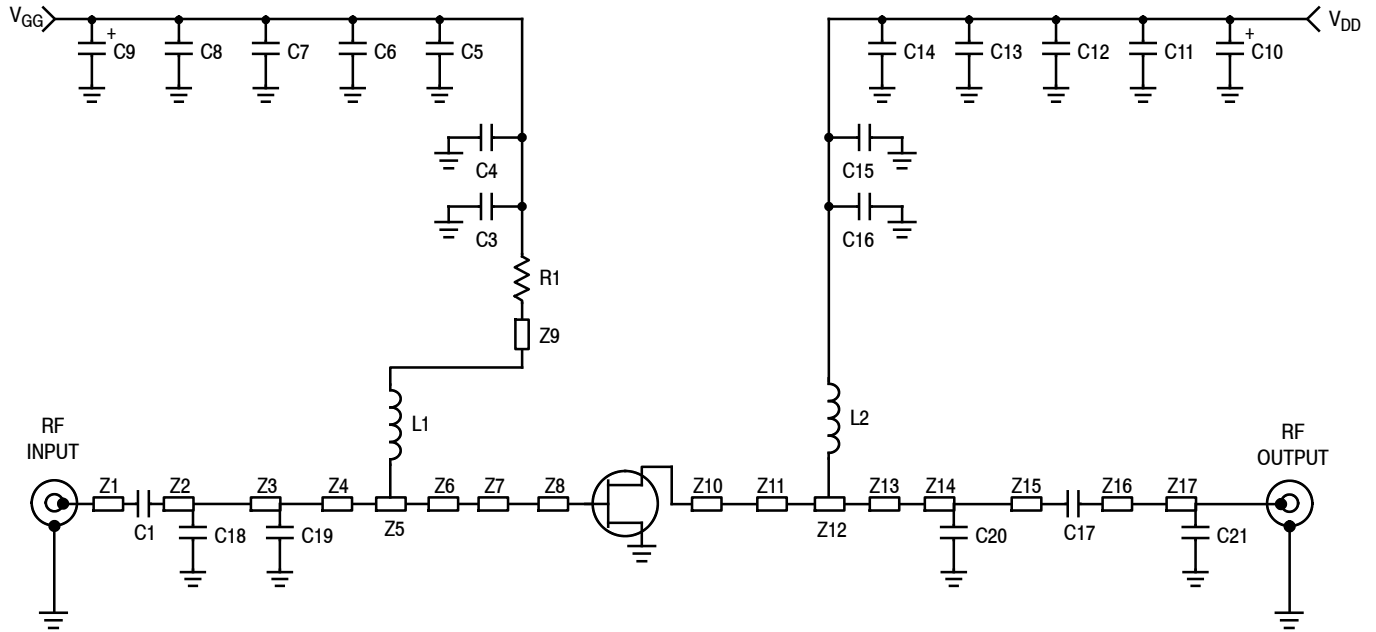 VGG
+
C9
C8
C7
C6
C5
C14
C13
C12
C11
+
C10
VDD
C4
C15
C3
C16
R1
Z9
L1
L2
RF
INPUT
RF
OUTPUT
Z1
Z2
Z3
Z4
Z6
Z7
Z8
Z10
Z11
Z13
Z14
Z15
Z16
Z17
C1
C18
C19
Z5
Z12
C20
C17
C21